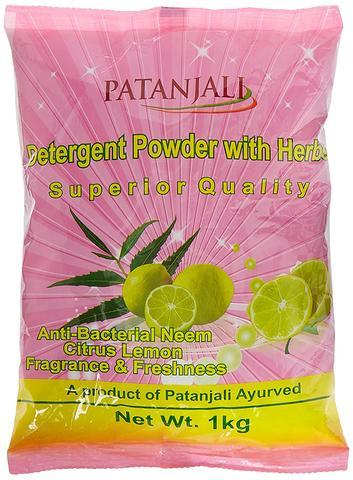 PATANJALI
Detergent Powder with Herbs
Superior Quality
Anti-Bacterial Neem
Citrus Lemon
Fragrance & Freshness
A product of Patanjali Ayurved
Net Wt. 1kg